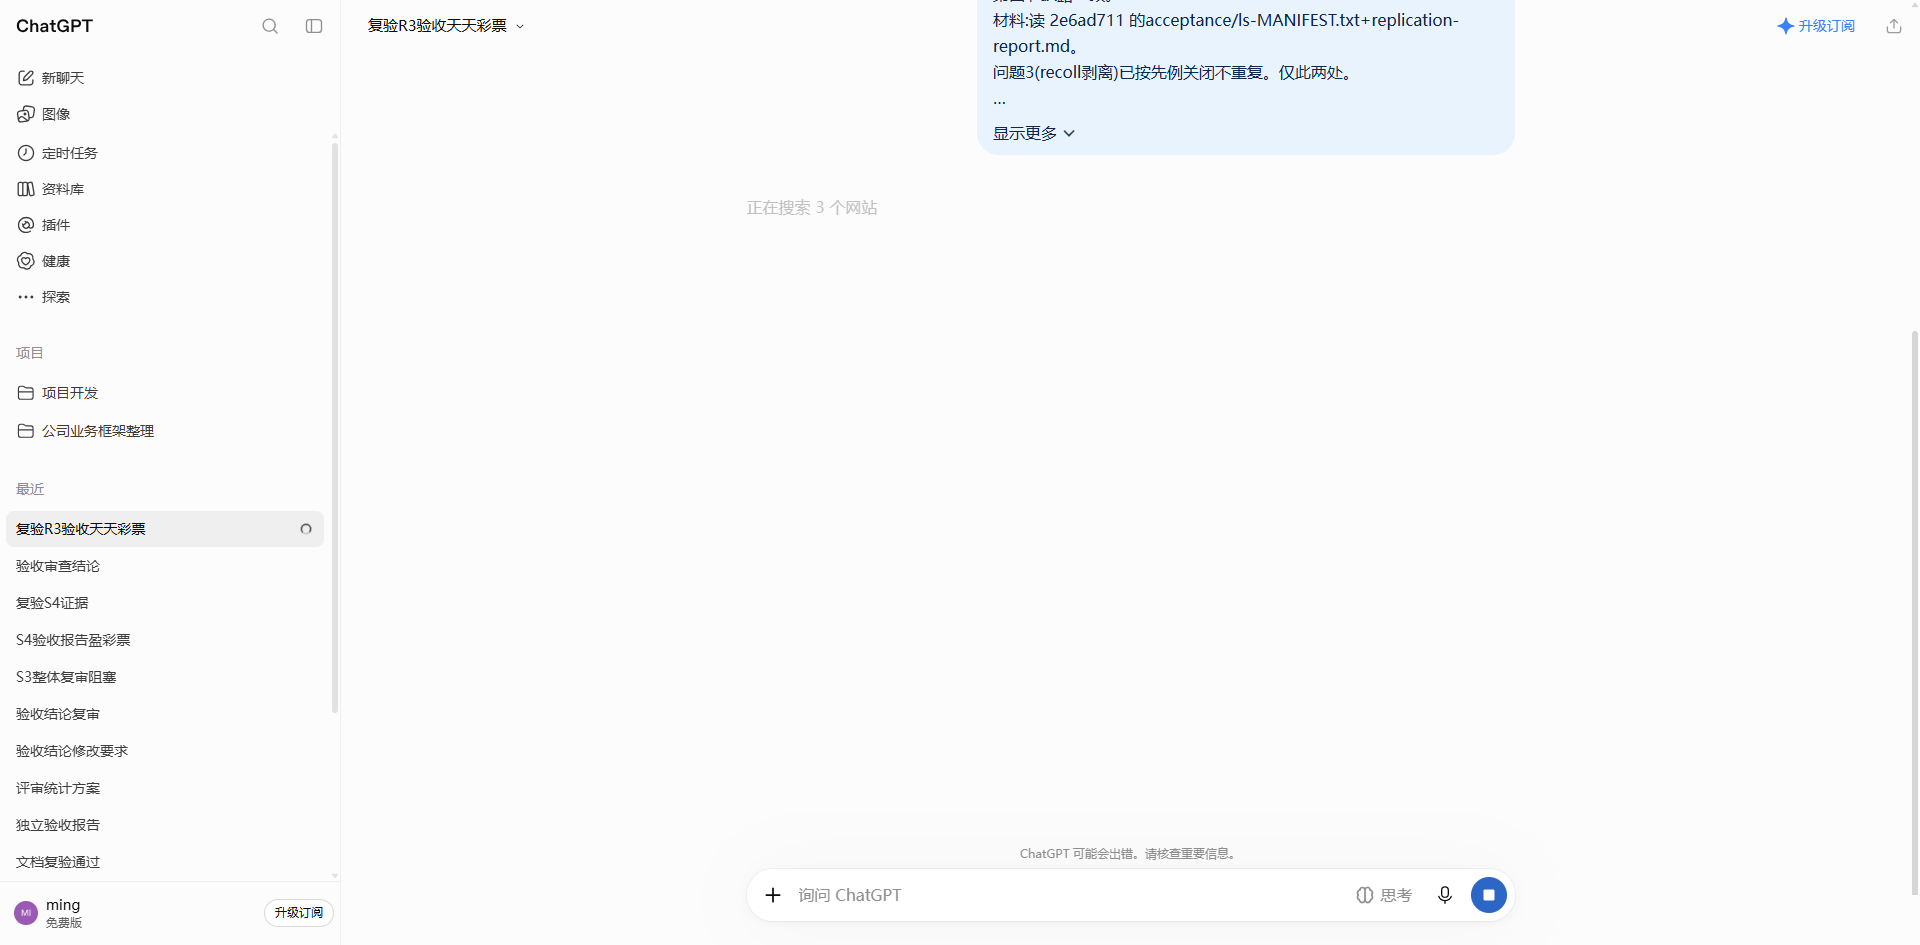 ChatGPT
新聊天
图像
定时任务
资料库
插件
健康
探索
项目
项目开发
公司业务框架整理
最近
复验R3验收天天彩票
验收审查结论
复验S4证据
S4验收报告盈彩票
S3整体复审阻塞
验收结论复审
验收结论修改要求
评审统计方案
独立验收报告
文档复验通过
MI
ming
免费版
升级订阅
复验R3验收天天彩票
升级订阅
材料:读 2e6ad711 的acceptance/ls-MANIFEST.txt+replication-
report.md。
问题3(recoll剥离)已按先例关闭不重复。仅此两处。
...
显示更多
正在搜索 3 个网站
ChatGPT 可能会出错。请核查重要信息。
询问 ChatGPT
思考